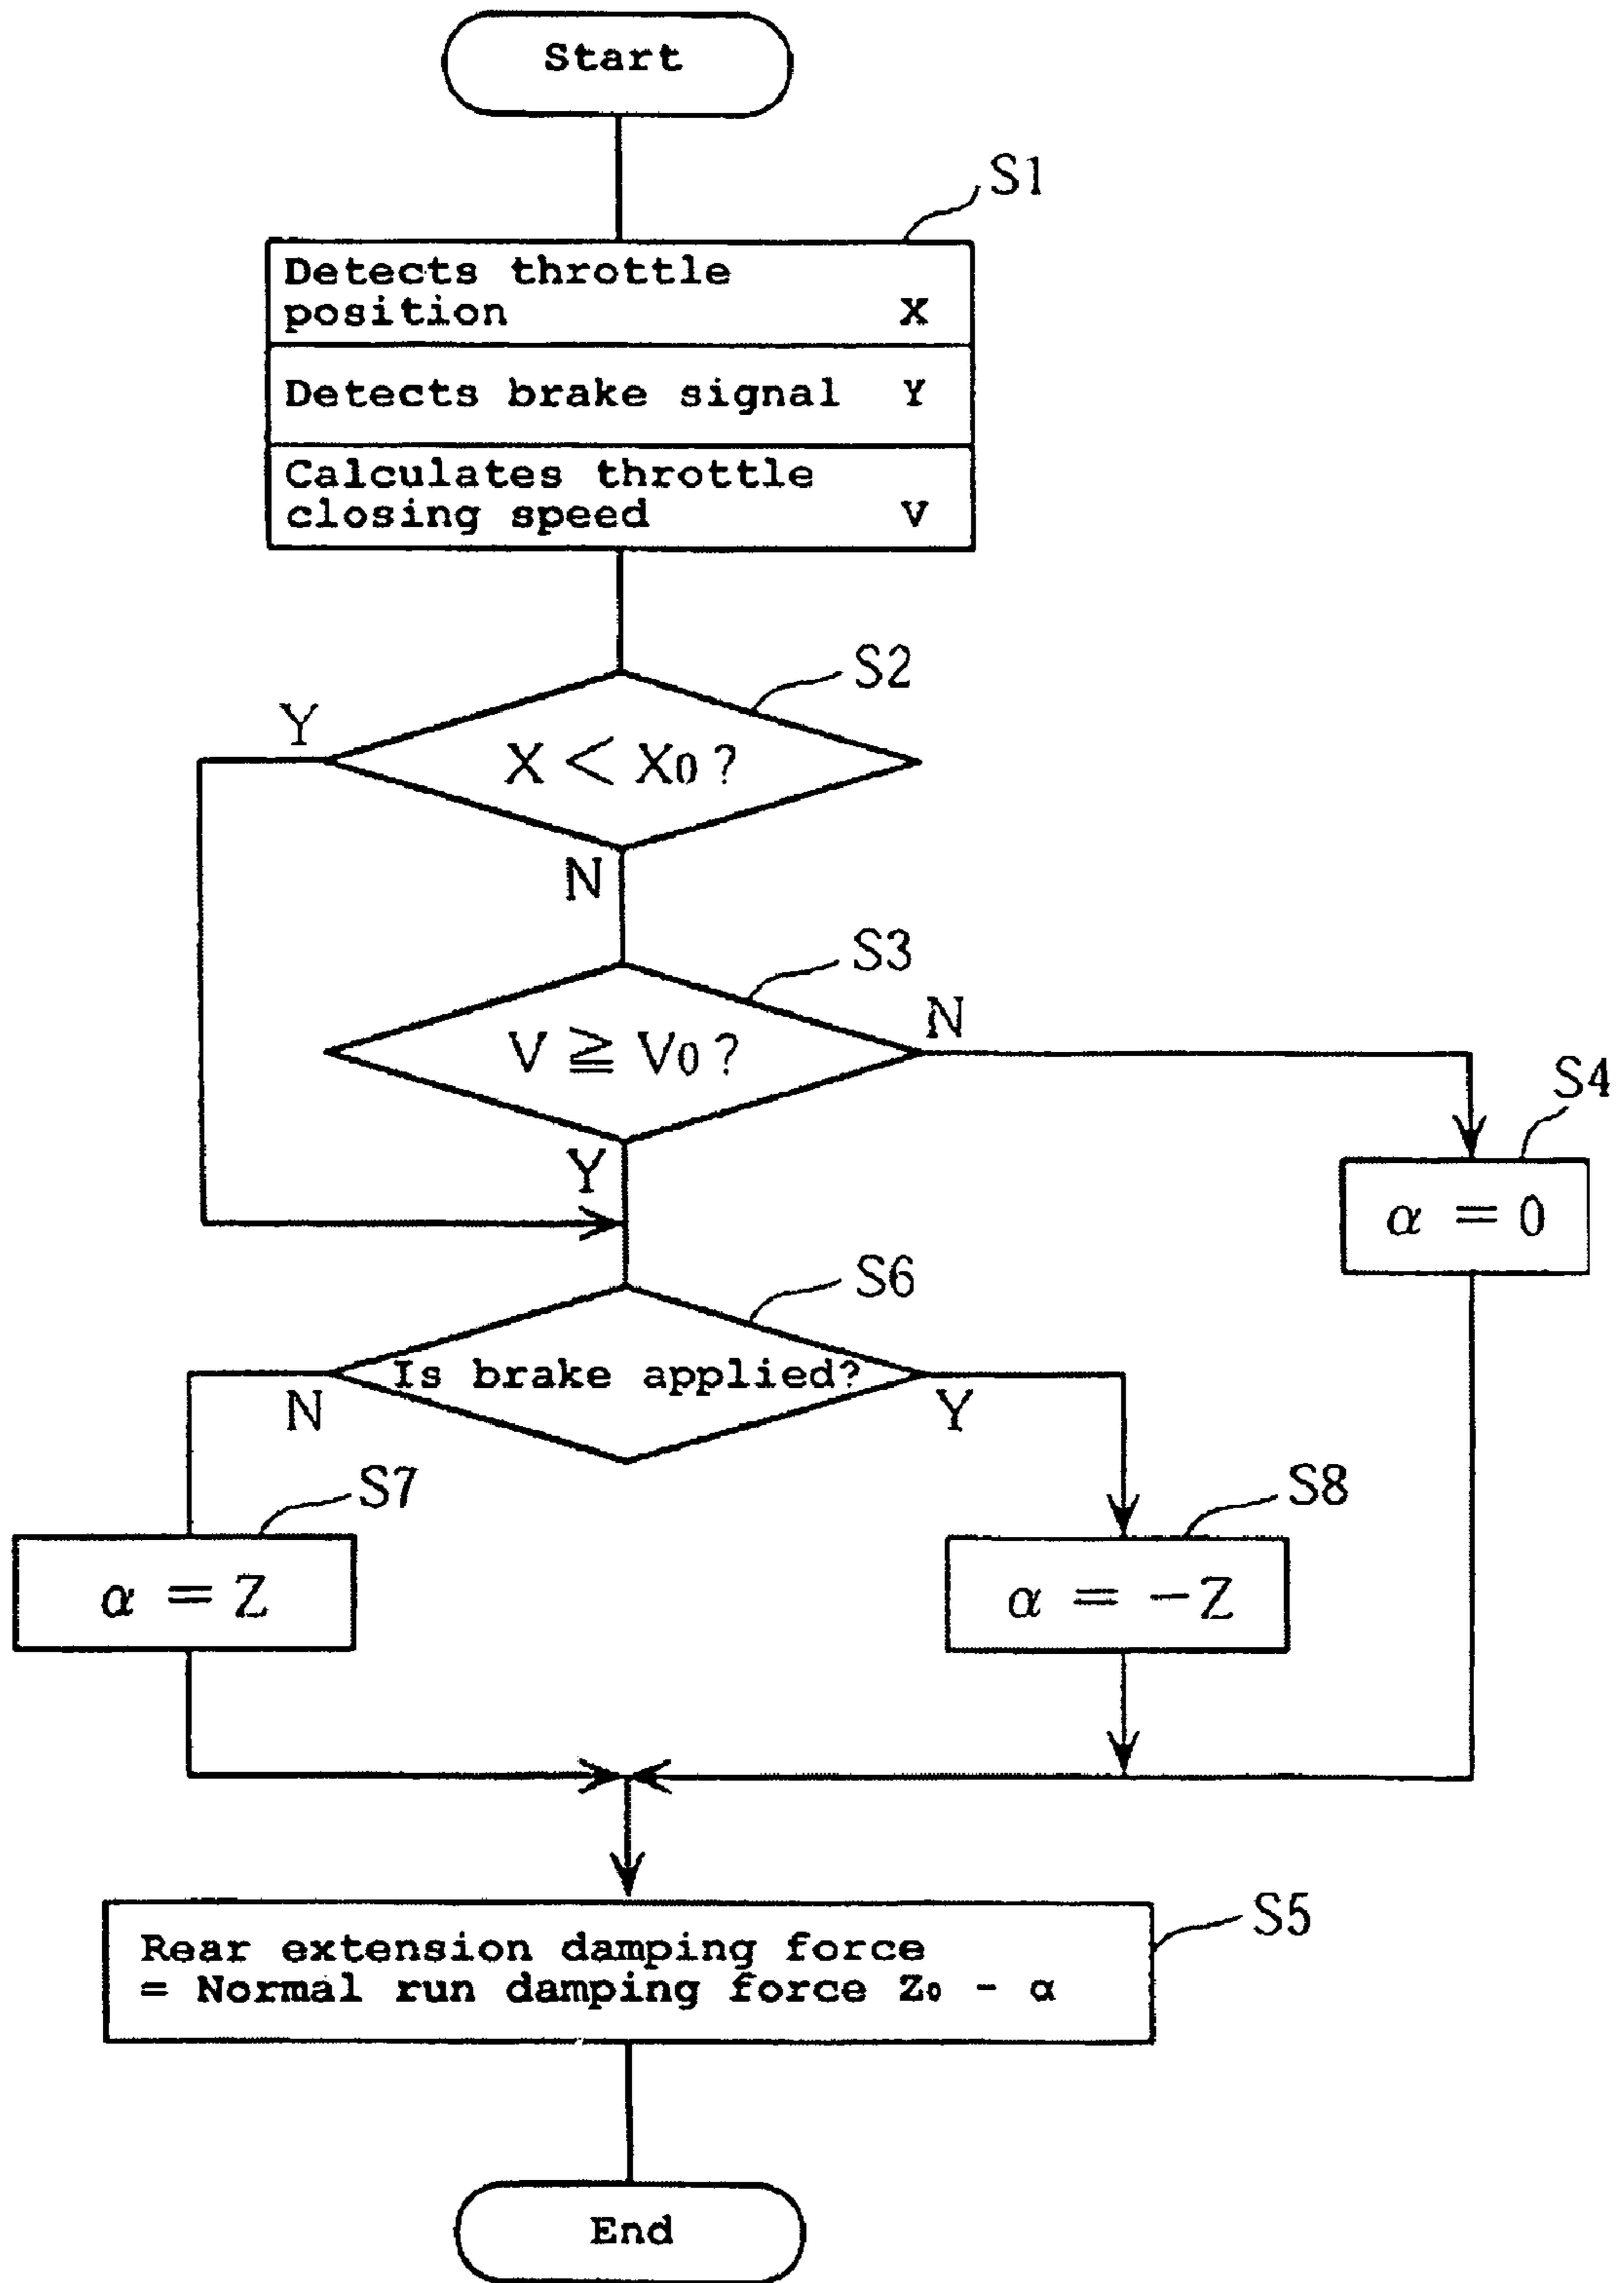 Start
S1
Detects throttle
position X
Detects brake signal Y
Calculates throttle
closing speed V
S2
Y
X < X0 ?
N
S3
V ≧ V0 ?
N
S4
Y
α = 0
S6
Is brake applied?
N
Y
S7
S8
α = Z
α = -Z
S5
Rear extension damping force
= Normal run damping force Z0 - α
End